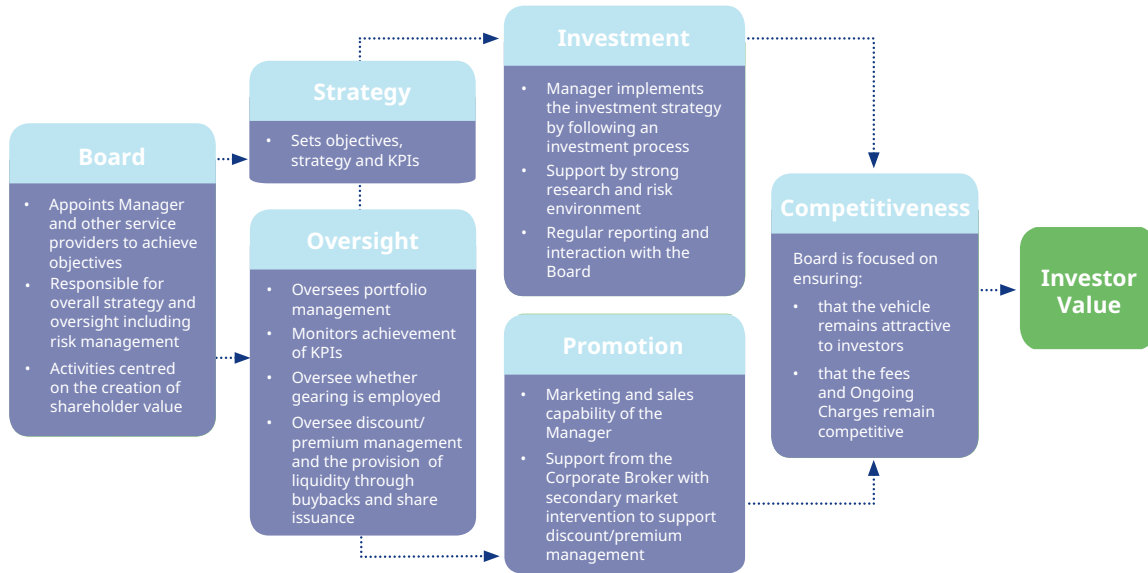 Board
• Appoints Manager
and other service
providers to achieve
objectives
• Responsible for
overall strategy and
oversight including
risk management
• Activities centred
on the creation of
shareholder value
Strategy
• Sets objectives,
strategy and KPIs
Oversight
• Oversees portfolio
management
• Monitors achievement
of KPIs
• Oversee whether
gearing is employed
• Oversee discount/
premium management
and the provision of
liquidity through
buybacks and share
issuance
Investment
• Manager implements
the investment strategy
by following an
investment process
• Support by strong
research and risk
environment
• Regular reporting and
interaction with the
Board
Promotion
• Marketing and sales
capability of the
Manager
• Support from the
Corporate Broker with
secondary market
intervention to support
discount/premium
management
Competitiveness
Board is focused on
ensuring:
• that the vehicle
remains attractive
to investors
• that the fees
and Ongoing
Charges remain
competitive
Investor
Value